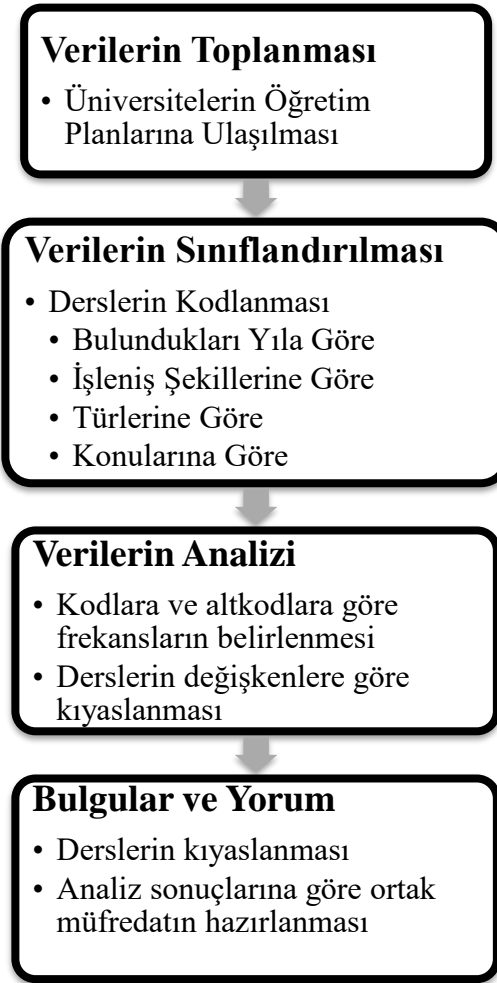 Verilerin Toplanması
• Üniversitelerin Öğretim
Planlarına Ulaşılması
Verilerin Sınıflandırılması
• Derslerin Kodlanması
• Bulundukları Yıla Göre
• İşleniş Şekillerine Göre
• Türlerine Göre
• Konularına Göre
Verilerin Analizi
• Kodlara ve altkodlara göre
frekansların belirlenmesi
• Derslerin değişkenlere göre
kıyaslanması
Bulgular ve Yorum
• Derslerin kıyaslanması
• Analiz sonuçlarına göre ortak
müfredatın hazırlanması